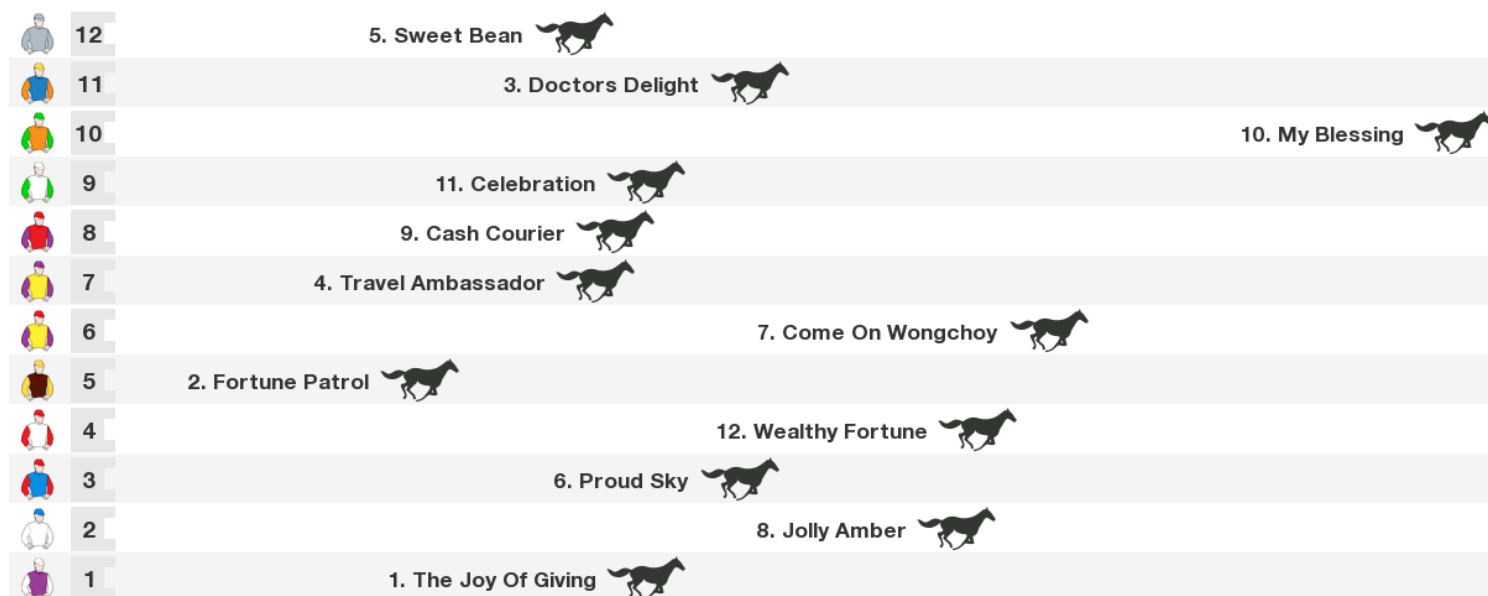 12 5. Sweet Bean
11 3. Doctors Delight
10 10. My Blessing
9 11. Celebration
8 9. Cash Courier
7 4. Travel Ambassador
6 7. Come On Wongchoy
5 2. Fortune Patrol
4 12. Wealthy Fortune
3 6. Proud Sky
2 8. Jolly Amber
1 1. The Joy Of Giving